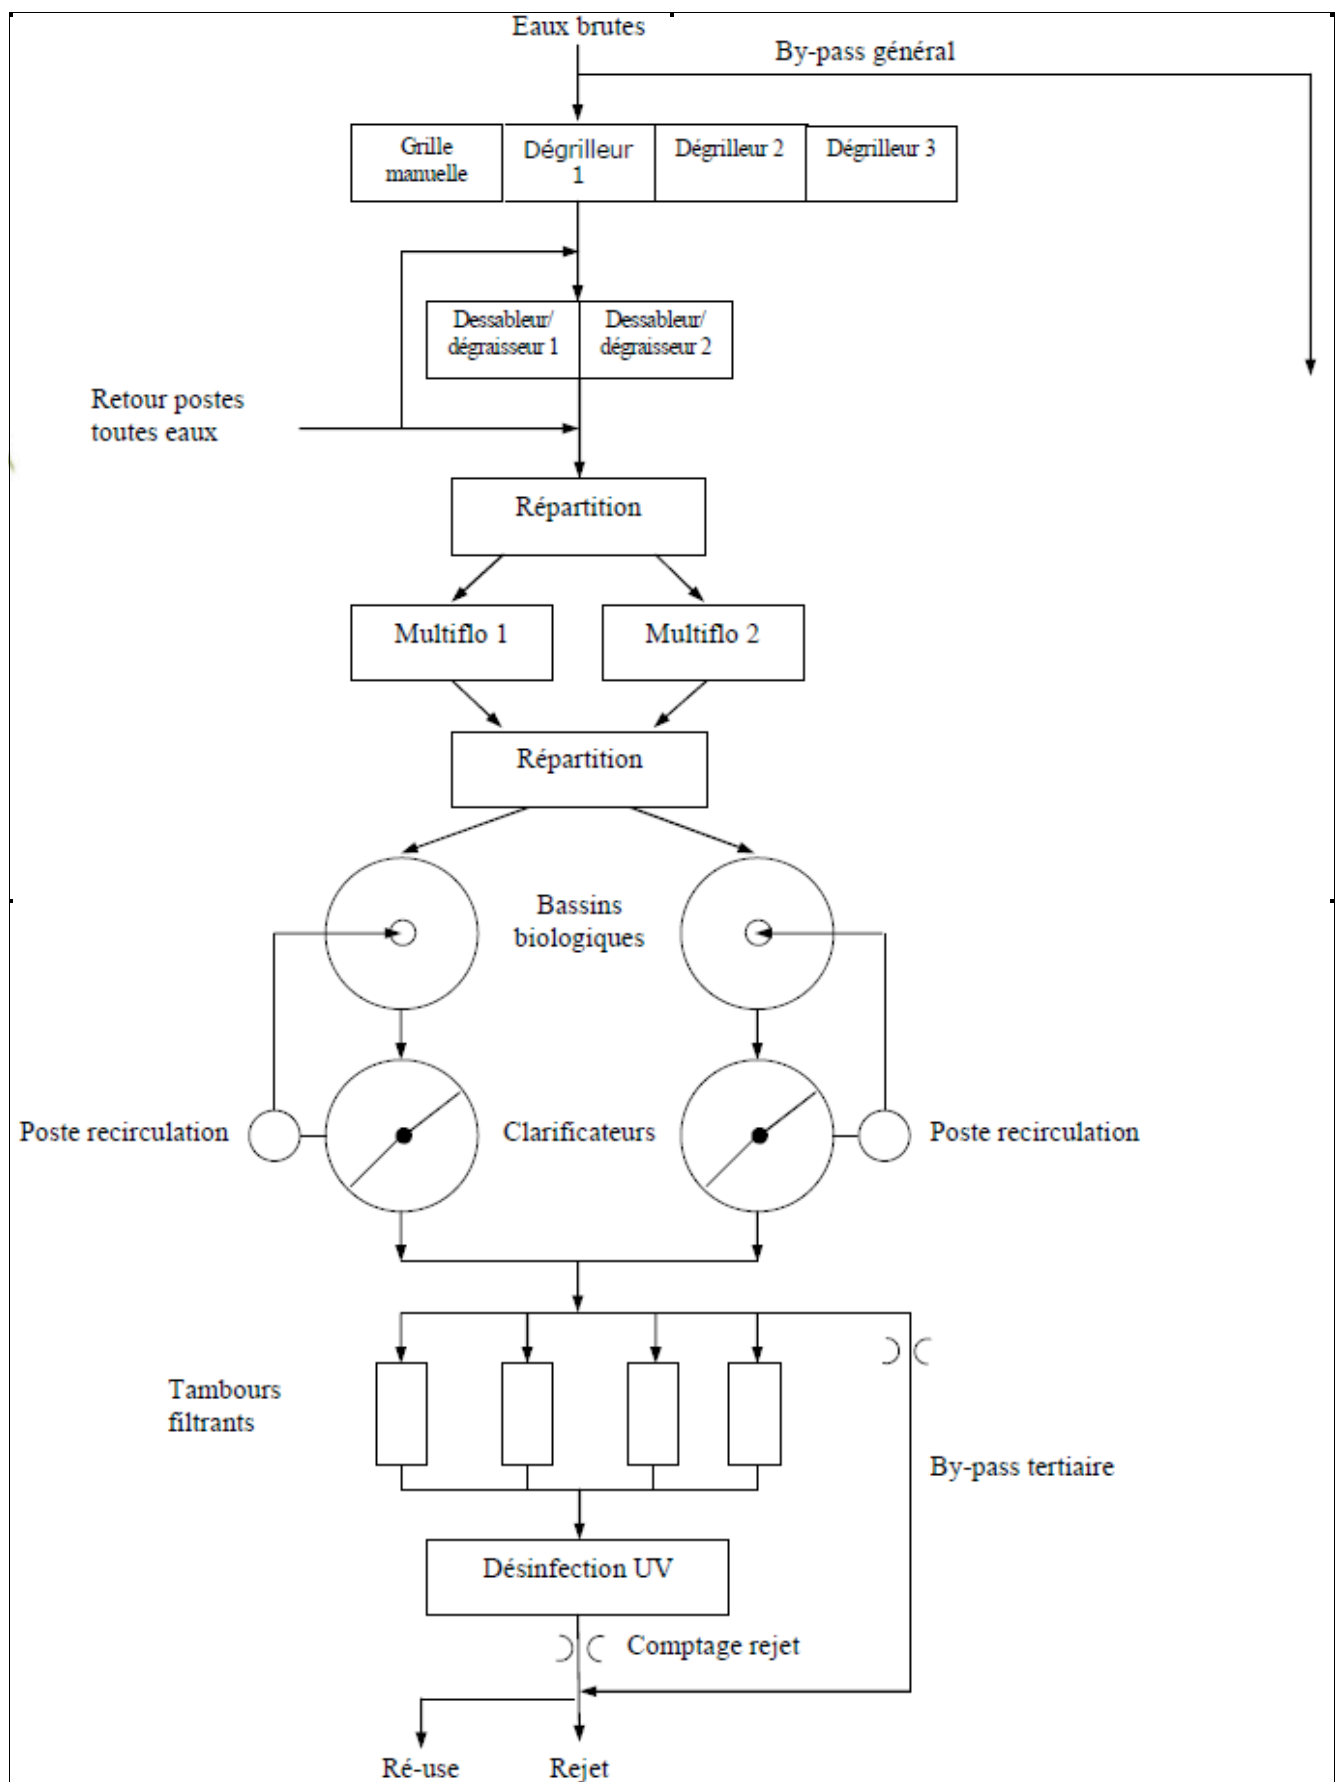 Eaux brutes
By-pass général
Grille
manuelle
Dégrilleur
1
Dégrilleur 2
Dégrilleur 3
Dessableur/
dégraisseur 1
Dessableur/
dégraisseur 2
Retour postes
toutes eaux
Répartition
Multiflo 1
Multiflo 2
Répartition
Bassins
biologiques
Poste recirculation
Clarificateurs
Poste recirculation
Tambours
filtrants
By-pass tertiaire
Désinfection UV
Comptage rejet
Ré-use
Rejet